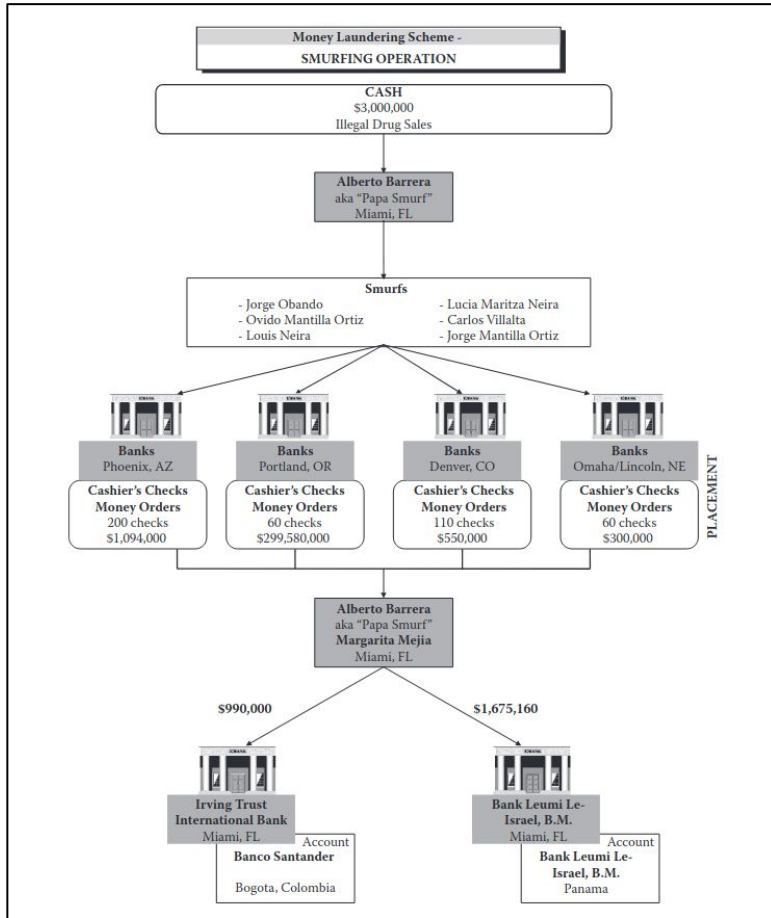 Money Laundering Scheme -
SMURFING OPERATION
CASH
$3,000,000
Illegal Drug Sales
Alberto Barrera
aka “Papa Smurf”
Miami, FL
Smurfs
- Jorge Obando
- Ovido Mantilla Ortiz
- Louis Neira
- Lucia Maritza Neira
- Carlos Villalta
- Jorge Mantilla Ortiz
BANK
Banks
Phoenix, AZ
Cashier’s Checks
Money Orders
200 checks
$1,094,000
BANK
Banks
Portland, OR
Cashier’s Checks
Money Orders
60 checks
$299,580,000
BANK
Banks
Denver, CO
Cashier’s Checks
Money Orders
110 checks
$550,000
BANK
Banks
Omaha/Lincoln, NE
Cashier’s Checks
Money Orders
60 checks
$300,000
PLACEMENT
Alberto Barrera
aka “Papa Smurf”
Margarita Mejia
Miami, FL
$990,000
$1,675,160
BANK
Irving Trust
International Bank
Miami, FL
Account
Banco Santander
Bogota, Colombia
BANK
Bank Leumi Le-
Israel, B.M.
Miami, FL
Account
Bank Leumi Le-
Israel, B.M.
Panama